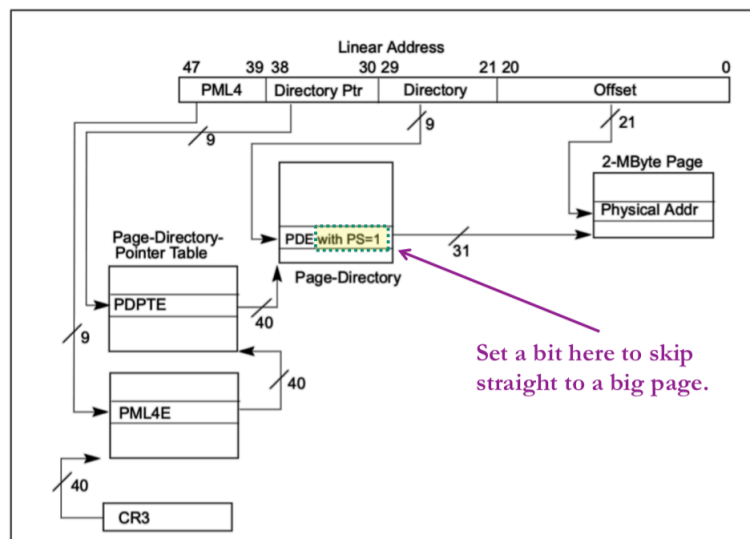 Linear Address
47 39 38 30 29 21 20 0
PML4 Directory Ptr Directory Offset
9 9 21
2-MByte Page
Physical Addr
PDE with PS=1
31
Page-Directory-
Pointer Table
Page-Directory
PDPTE
40
9
Set a bit here to skip
straight to a big page.
40
PML4E
40
CR3